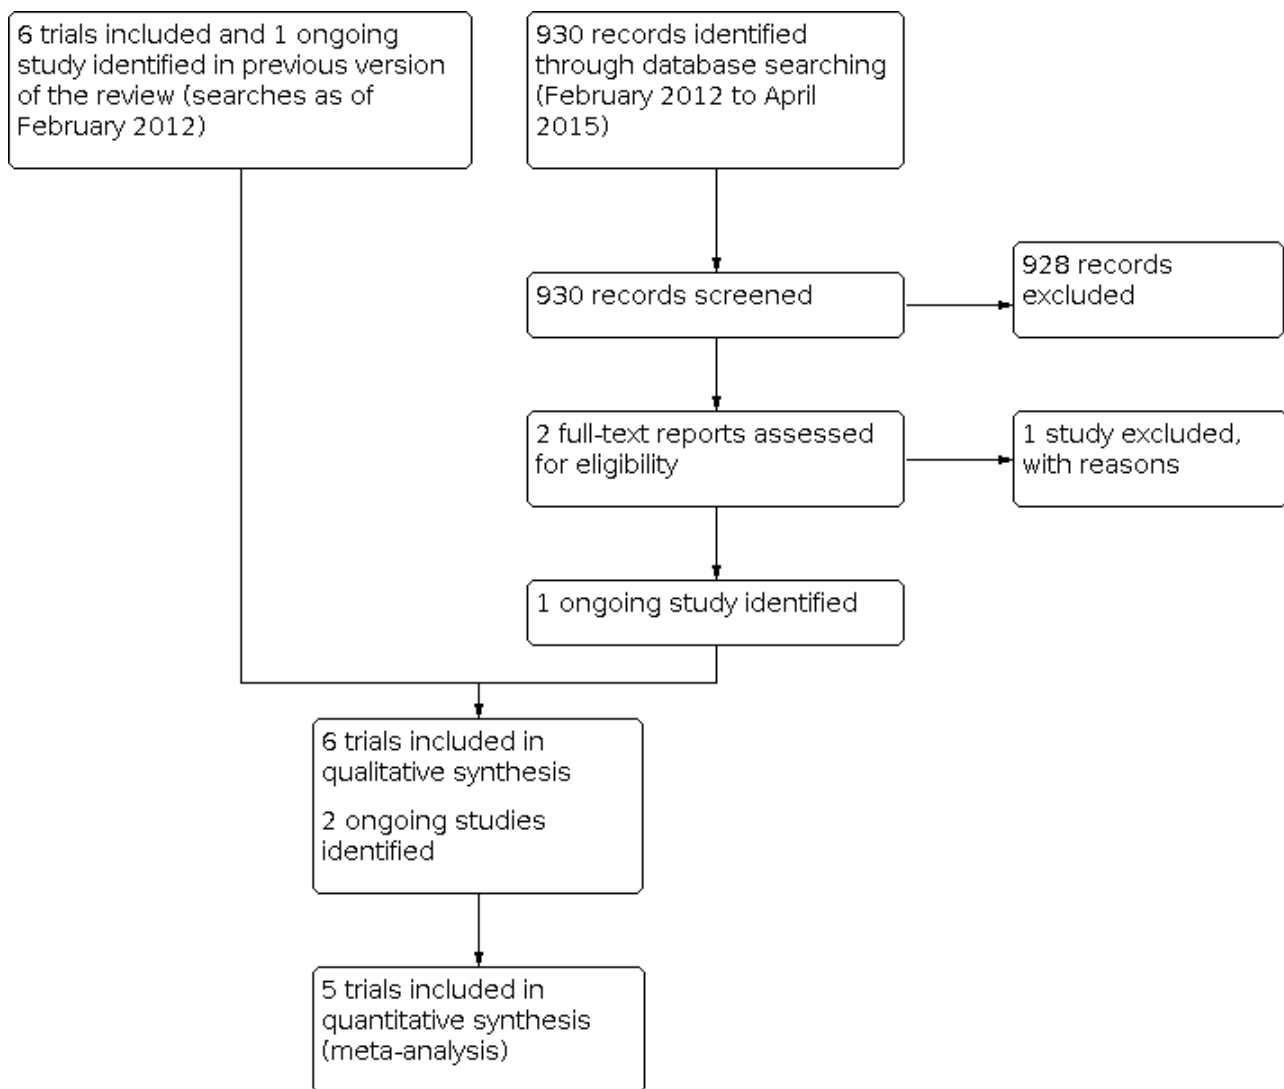 6 trials included and 1 ongoing
study identified in previous version
of the review (searches as of
February 2012)
930 records identified
through database searching
(February 2012 to April
2015)
930 records screened
928 records
excluded
2 full-text reports assessed
for eligibility
1 study excluded,
with reasons
1 ongoing study identified
6 trials included in
qualitative synthesis
2 ongoing studies
identified
5 trials included in
quantitative synthesis
(meta-analysis)